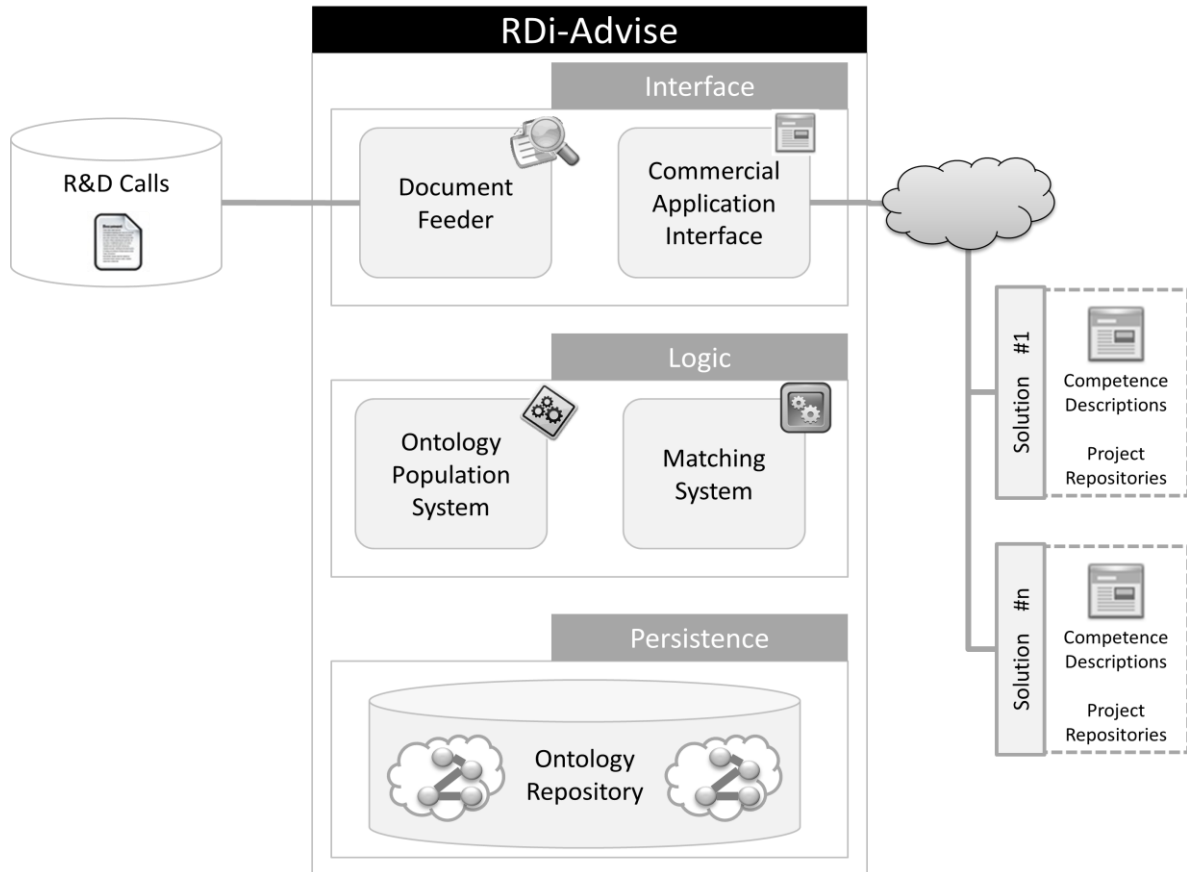 RDi-Advise
Interface
R&D Calls
Document
Document
Feeder
Commercial
Application
Interface
Logic
Ontology
Population
System
Matching
System
Solution #1
Competence
Descriptions
Project
Repositories
Persistence
Ontology
Repository
Solution #n
Competence
Descriptions
Project
Repositories